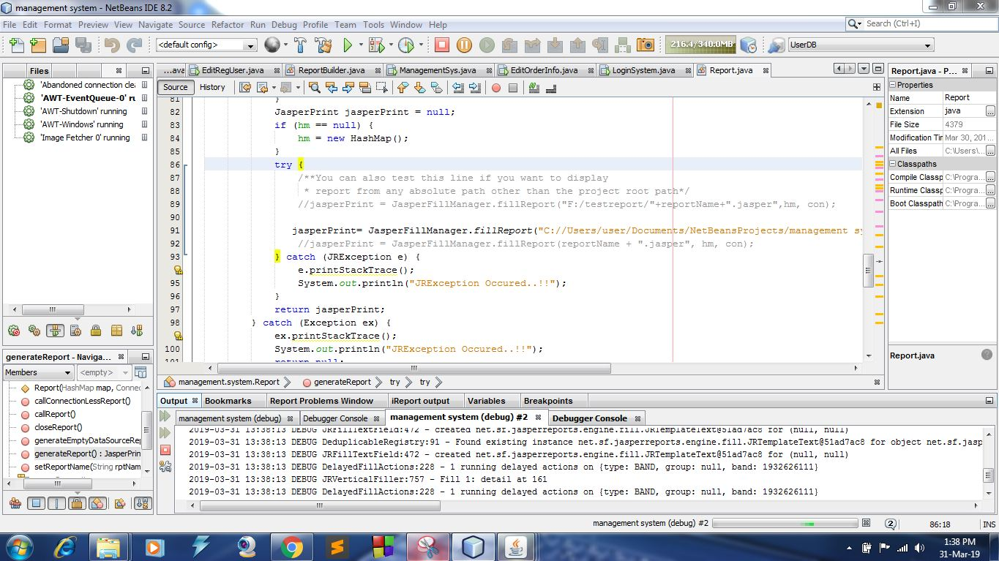 management system - NetBeans IDE 8.2
File Edit Format Preview View Navigate Source Refactor Run Debug Profile Team Tools Window Help
Search (Ctrl+I)
<default config>
216.4/340.0MB
UserDB
Files
...ava EditRegUser.java ReportBuilder.java ManagementSys.java EditOrderInfo.java LoginSystem.java Report.java
Source History
'Abandoned connection clea
'AWT-EventQueue-0' ru
'AWT-Shutdown' running
'AWT-Windows' running
'Image Fetcher 0' running
81 }
82 JasperPrint jasperPrint = null;
83 if (hm == null) {
84 hm = new HashMap();
85 }
86 try {
87 /**You can also test this line if you want to display
88 * report from any absolute path other than the project root path*/
89 //jasperPrint = JasperFillManager.fillReport("F:/testreport/"+reportName+".jasper",hm, con);
90
91 jasperPrint= JasperFillManager.fillReport("C://Users/user/Documents/NetBeansProjects/management sy
92 //jasperPrint = JasperFillManager.fillReport(reportName + ".jasper", hm, con);
93 } catch (JRException e) {
e.printStackTrace();
95 System.out.println("JRException Occured..!!");
96 }
97 return jasperPrint;
98 } catch (Exception ex) {
ex.printStackTrace();
100 System.out.println("JRException Occured..!!");
101 return null;
management.system.Report generateReport try try
Report.java - P...
Properties
Name Report
Extension java
File Size 4379
Modification Tir Mar 30, 201...
All Files C:\Users\...
Classpaths
Compile Classp C:\Progra...
Runtime Classp C:\Progra...
Boot Classpath C:\Progra...
Report.java
generateReport - Naviga...
Members <empty>
Report(HashMap map, Connec
callConnectionLessReport()
callReport()
closeReport()
generateEmptyDataSourceRep
generateReport() : JasperPrin
setReportName(String rptNam
Output Bookmarks Report Problems Window iReport output Variables Breakpoints
management system (debug) Debugger Console management system (debug) #2 Debugger Console
2019-03-31 13:38:13 DEBUG JRFillTextField:472 - created net.sf.jasperreports.engine.fill.JRTemplateText@51ad7ac8 for (null, null)
2019-03-31 13:38:13 DEBUG DeduplicableRegistry:91 - Found existing instance net.sf.jasperreports.engine.fill.JRTemplateText@51ad7ac8 for object net.sf.jasp
2019-03-31 13:38:13 DEBUG JRFillTextField:472 - created net.sf.jasperreports.engine.fill.JRTemplateText@51ad7ac8 for (null, null)
2019-03-31 13:38:13 DEBUG DelayedFillActions:228 - 1 running delayed actions on {type: BAND, group: null, band: 1932626111}
2019-03-31 13:38:13 DEBUG JRVerticalFiller:757 - Fill 1: detail at 161
2019-03-31 13:38:13 DEBUG DelayedFillActions:228 - 1 running delayed actions on {type: BAND, group: null, band: 1932626111}
management system (debug) #2
2
86:18
INS
1:38 PM
31-Mar-19